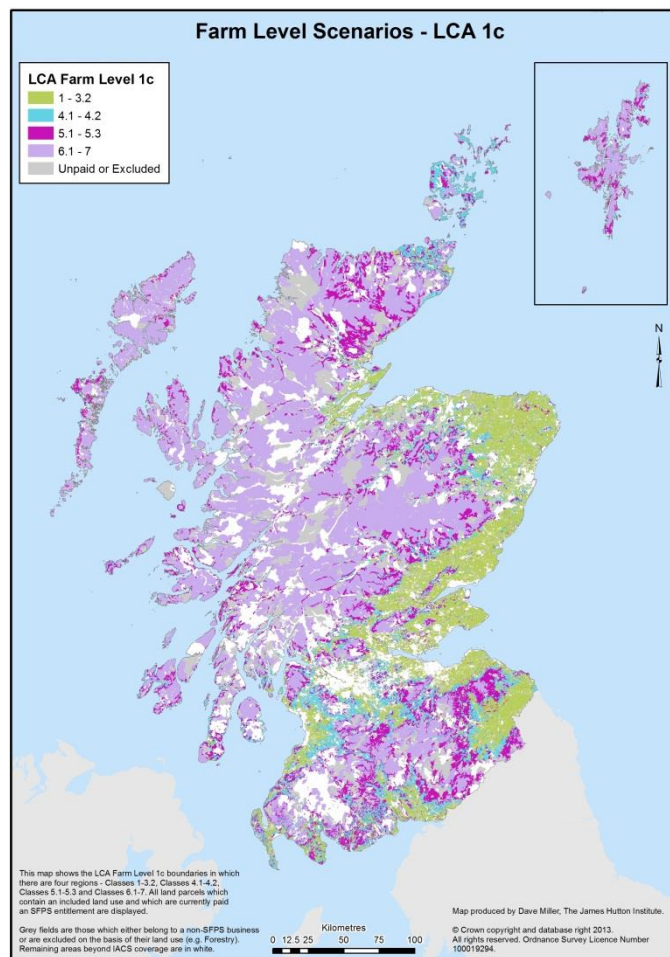 Farm Level Scenarios - LCA 1c
LCA Farm Level 1c
1 - 3.2
4.1 - 4.2
5.1 - 5.3
6.1 - 7
Unpaid or Excluded
N
This map shows the LCA Farm Level 1c boundaries in which
there are four regions - Classes 1-3.2, Classes 4.1-4.2,
Classes 5.1-5.3 and Classes 6.1-7. All land parcels which
contain an included land use and which are currently paid
an SFPS entitlement are displayed.
Grey fields are those which either belong to a non-SFPS business
or are excluded on the basis of their land use (e.g. Forestry).
Remaining areas beyond IACS coverage are in white.
Kilometres
0 12.5 25 50 75 100
Map produced by Dave Miller, The James Hutton Institute.
© Crown copyright and database right 2013.
All rights reserved. Ordnance Survey Licence Number
100019294.